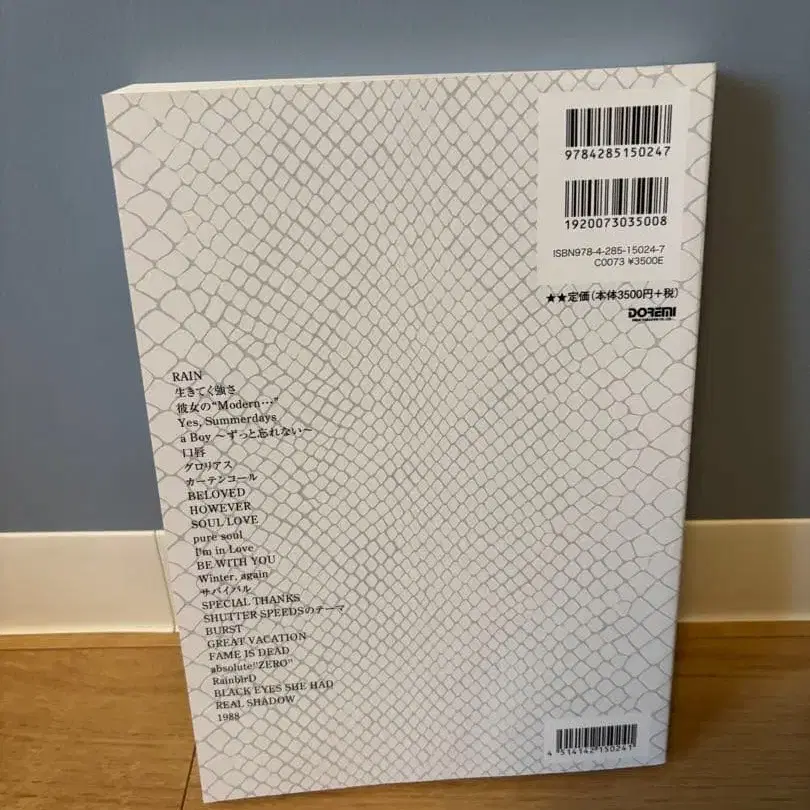 9784285150247
1920073035008
ISBN978-4-285-15024-7
C0073 ¥3500E
★★定価(本体3500円+税)
DOREMI
RAIN
生きてく強さ
彼女の“Modern…”
Yes, Summerdays
a Boy ～ずっと忘れない～
口唇
グロリアス
カーテンコール
BELOVED
HOWEVER
SOUL LOVE
pure soul
I'm in Love
BE WITH YOU
Winter, again
サバイバル
SPECIAL THANKS
SHUTTER SPEEDSのテーマ
BURST
GREAT VACATION
FAME IS DEAD
absolute"ZERO"
RainbirD
BLACK EYES SHE HAD
REAL SHADOW
1988
4 514142 150241